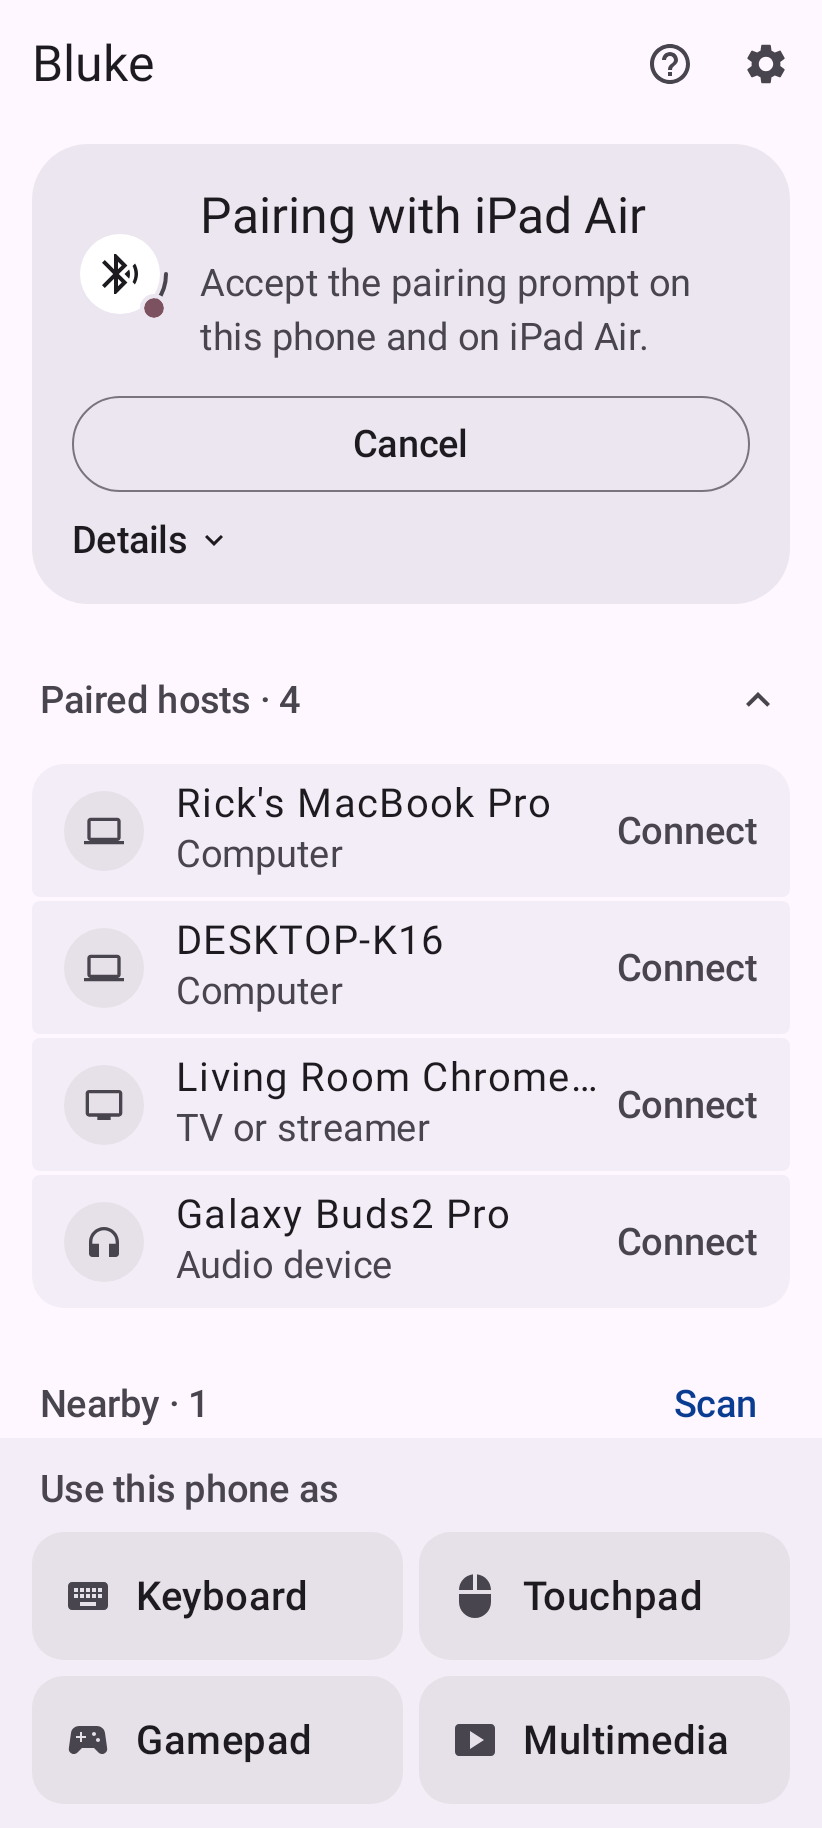 Bluke
Pairing with iPad Air
Accept the pairing prompt on
this phone and on iPad Air.
Cancel
Details
Paired hosts · 4
Rick's MacBook Pro
Computer
Connect
DESKTOP-K16
Computer
Connect
Living Room Chrome…
TV or streamer
Connect
Galaxy Buds2 Pro
Audio device
Connect
Nearby · 1
Scan
Use this phone as
Keyboard
Touchpad
Gamepad
Multimedia